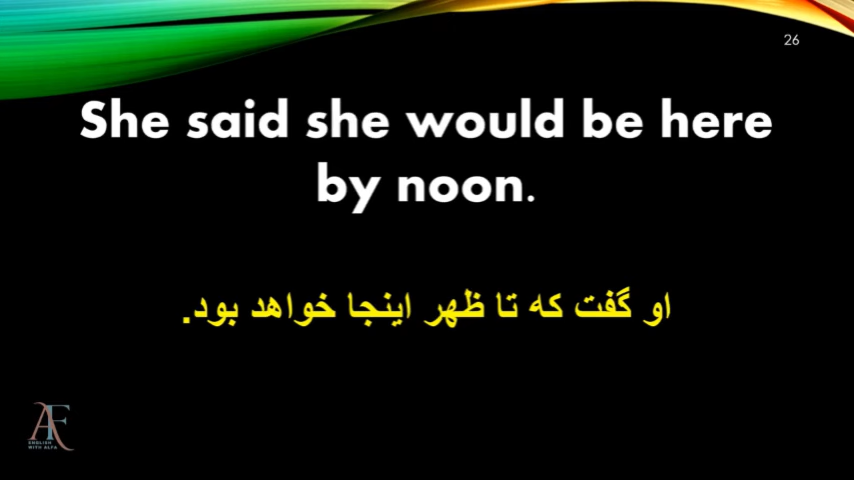 26
She said she would be here
by noon.
او گفت که تا ظهر اینجا خواهد بود.
AF
ENGLISH
WITH ALFA